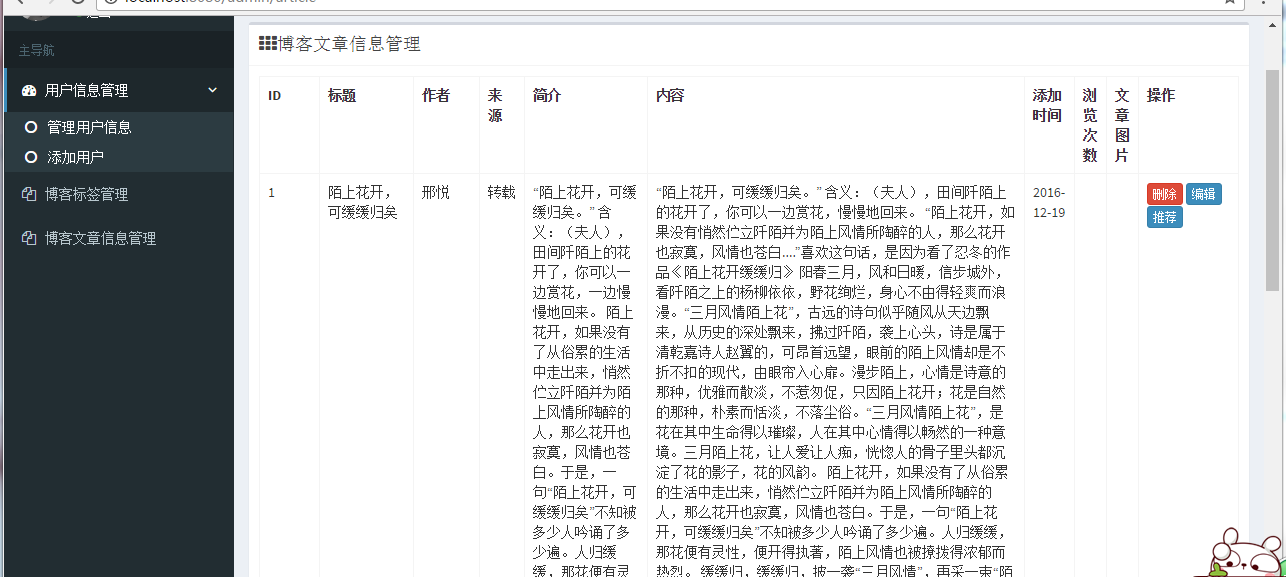 localhost:8080/admin/article
主导航
用户信息管理
管理用户信息
添加用户
博客标签管理
博客文章信息管理
博客文章信息管理
ID
标题
作者
来
源
简介
内容
添加
时间
浏
览
次
数
文
章
图
片
操作
1
陌上花开，
可缓缓归矣
邢悦
转载
“陌上花开，可缓
缓归矣。” 含
义：（夫人），
田间阡陌上的花
开了，你可以一
边赏花，一边慢
慢地回来。 陌上
花开，如果没有
了从俗累的生活
中走出来，悄然
伫立阡陌并为陌
上风情所陶醉的
人，那么花开也
寂寞，风情也苍
白。于是，一
句“陌上花开，可
缓缓归矣”不知被
多少人吟诵了多
少遍。人归缓
缓，那花便有灵
“陌上花开，可缓缓归矣。” 含义：（夫人），田间阡陌上
的花开了，你可以一边赏花，慢慢地回来。 “陌上花开，如
果没有悄然伫立阡陌并为陌上风情所陶醉的人，那么花开
也寂寞，风情也苍白....”喜欢这句话，是因为看了忍冬的作
品《陌上花开缓缓归》 阳春三月，风和日暖，信步城外，
看阡陌之上的杨柳依依，野花绚烂，身心不由得轻爽而浪
漫。“三月风情陌上花”，古远的诗句似乎随风从天边飘
来，从历史的深处飘来，拂过阡陌，袭上心头，诗是属于
清乾嘉诗人赵翼的，可昂首远望，眼前的陌上风情却是不
折不扣的现代，由眼帘入心扉。漫步陌上，心情是诗意的
那种，优雅而散淡，不惹匆促，只因陌上花开；花是自然
的那种，朴素而恬淡，不落尘俗。“三月风情陌上花”，是
花在其中生命得以璀璨，人在其中心情得以畅然的一种意
境。三月陌上花，让人爱让人痴，恍惚人的骨子里头都沉
淀了花的影子，花的风韵。 陌上花开，如果没有了从俗累
的生活中走出来，悄然伫立阡陌并为陌上风情所陶醉的
人，那么花开也寂寞，风情也苍白。于是，一句“陌上花
开，可缓缓归矣”不知被多少人吟诵了多少遍。人归缓缓，
那花便有灵性，便开得执著，陌上风情也被撩拨得浓郁而
热烈。缓缓归，缓缓归，披一袭“三月风情”，再采一束“陌
2016-
12-19
删除 编辑
推荐